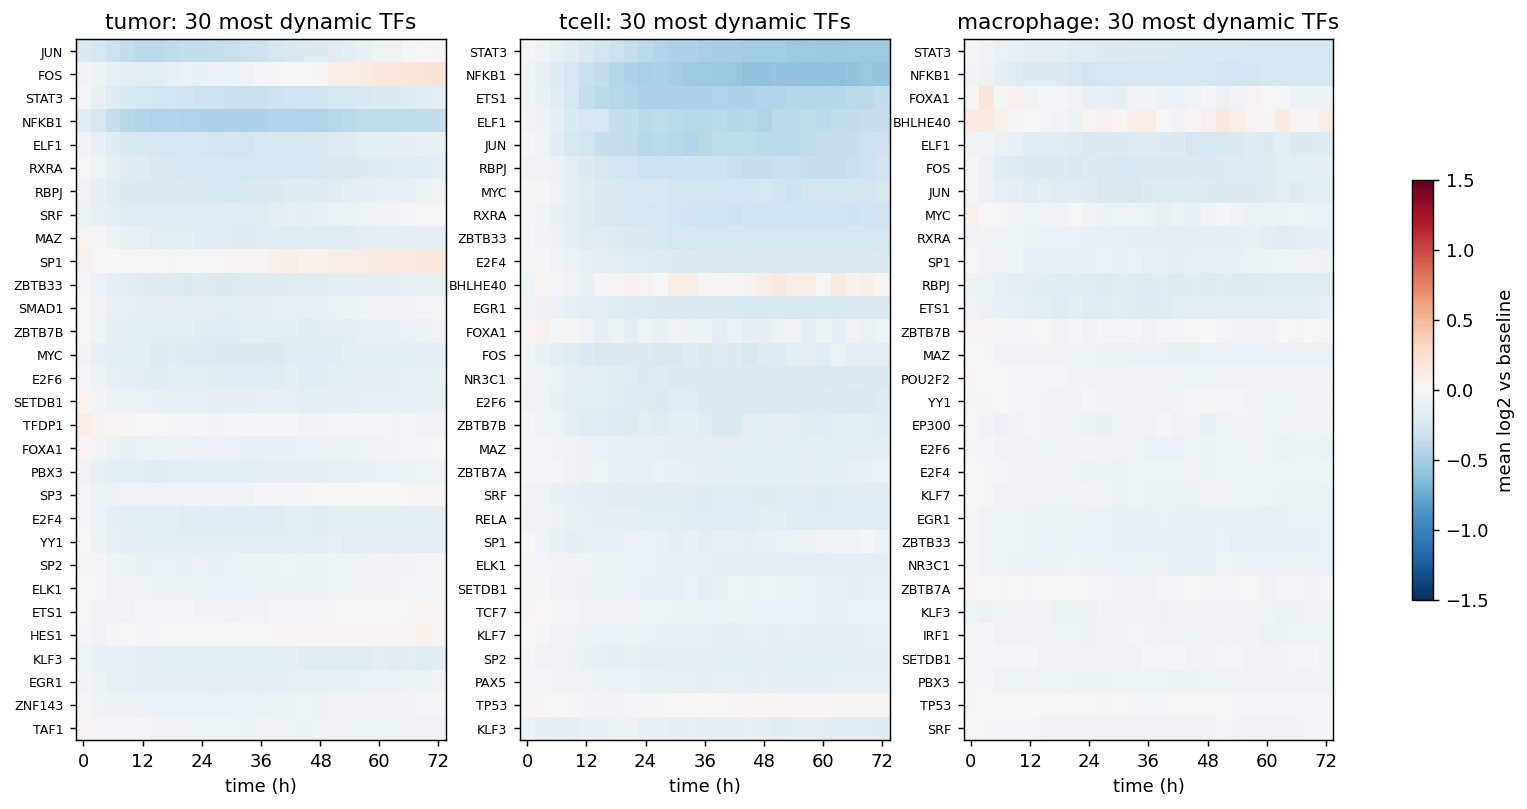 tumor: 30 most dynamic TFs
JUN
FOS
STAT3
NFKB1
ELF1
RXRA
RBPJ
SRF
MAZ
SP1
ZBTB33
SMAD1
ZBTB7B
MYC
E2F6
SETDB1
TFDP1
FOXA1
PBX3
SP3
E2F4
YY1
SP2
ELK1
ETS1
HES1
KLF3
EGR1
ZNF143
TAF1
0 12 24 36 48 60 72
time (h)
tcell: 30 most dynamic TFs
STAT3
NFKB1
ETS1
ELF1
JUN
RBPJ
MYC
RXRA
ZBTB33
E2F4
BHLHE40
EGR1
FOXA1
FOS
NR3C1
E2F6
ZBTB7B
MAZ
ZBTB7A
SRF
RELA
SP1
ELK1
SETDB1
TCF7
KLF7
SP2
PAX5
TP53
KLF3
0 12 24 36 48 60 72
time (h)
macrophage: 30 most dynamic TFs
STAT3
NFKB1
FOXA1
BHLHE40
ELF1
FOS
JUN
MYC
RXRA
SP1
RBPJ
ETS1
ZBTB7B
MAZ
POU2F2
YY1
EP300
E2F6
E2F4
KLF7
EGR1
ZBTB33
NR3C1
ZBTB7A
KLF3
IRF1
SETDB1
PBX3
TP53
SRF
0 12 24 36 48 60 72
time (h)
1.5
1.0
0.5
0.0
−0.5
−1.0
−1.5
mean log2 vs baseline